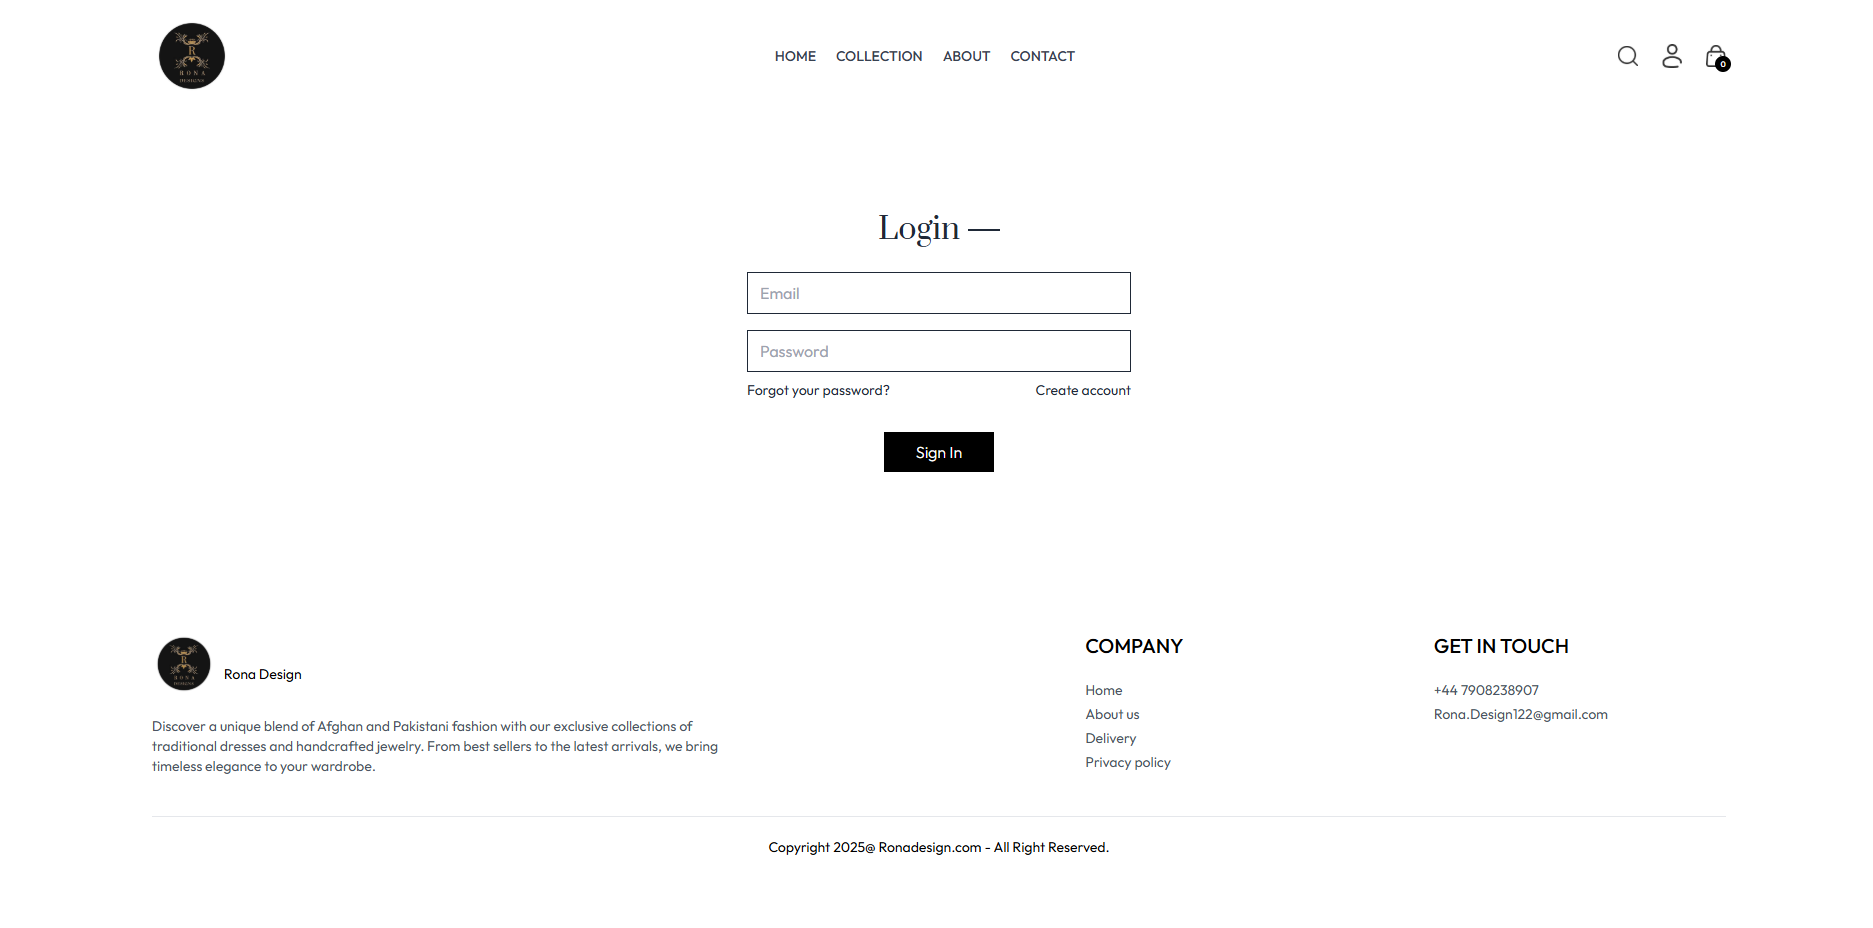 R
RONA
DESIGNS
HOME COLLECTION ABOUT CONTACT
0
Login —
Email
Password
Forgot your password? Create account
Sign In
R
RONA
DESIGNS
Rona Design
Discover a unique blend of Afghan and Pakistani fashion with our exclusive collections of
traditional dresses and handcrafted jewelry. From best sellers to the latest arrivals, we bring
timeless elegance to your wardrobe.
COMPANY
Home
About us
Delivery
Privacy policy
GET IN TOUCH
+44 7908238907
Rona.Design122@gmail.com
Copyright 2025@ Ronadesign.com - All Right Reserved.